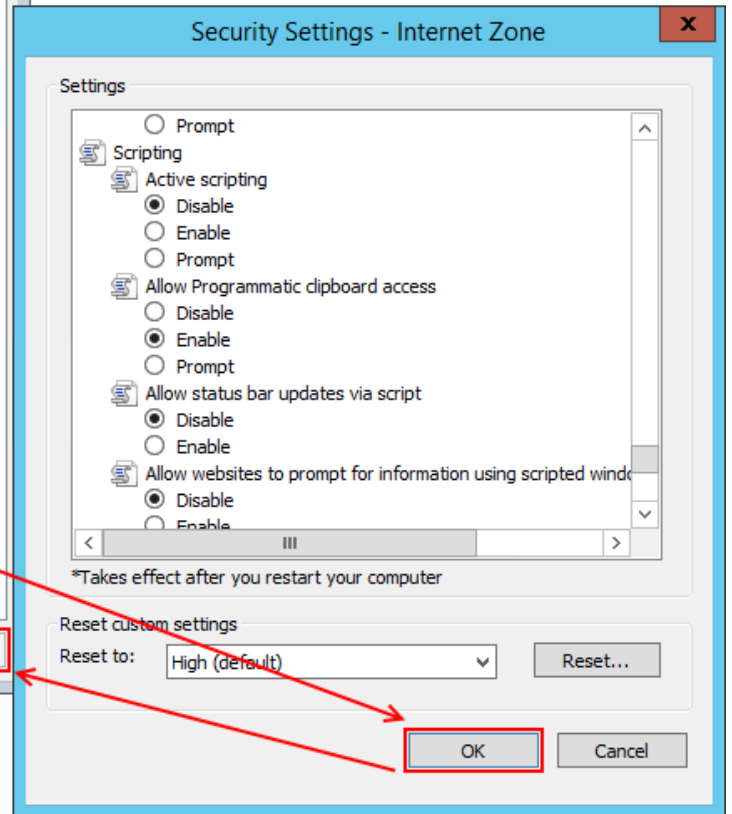 Security Settings - Internet Zone
x
Settings
Prompt
Scripting
Active scripting
Disable
Enable
Prompt
Allow Programmatic clipboard access
Disable
Enable
Prompt
Allow status bar updates via script
Disable
Enable
Allow websites to prompt for information using scripted
Disable
Enable
*Takes effect after you restart your computer
Reset custom settings
Reset to: High (default) Reset...
OK Cancel